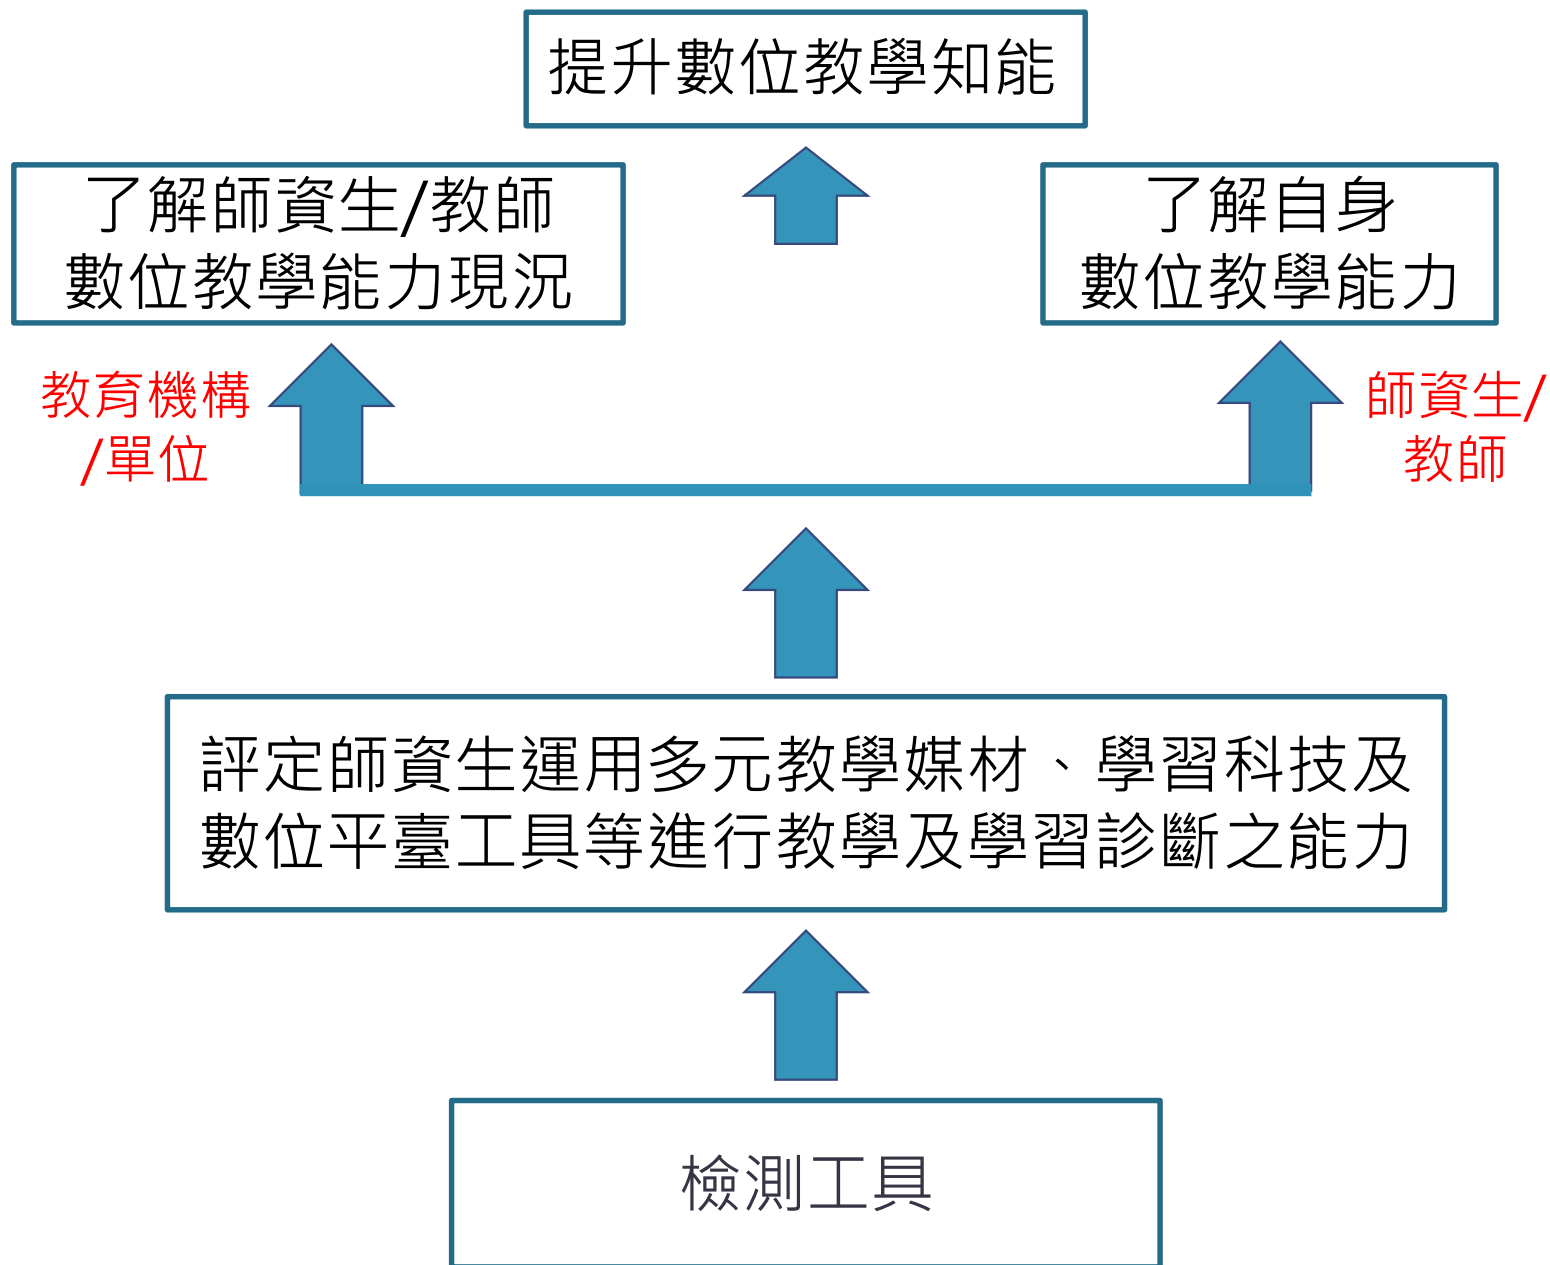 提升數位教學知能
了解師資生/教師
數位教學能力現況
了解自身
數位教學能力
教育機構
/單位
師資生/
教師
評定師資生運用多元教學媒材、學習科技及
數位平臺工具等進行教學及學習診斷之能力
檢測工具